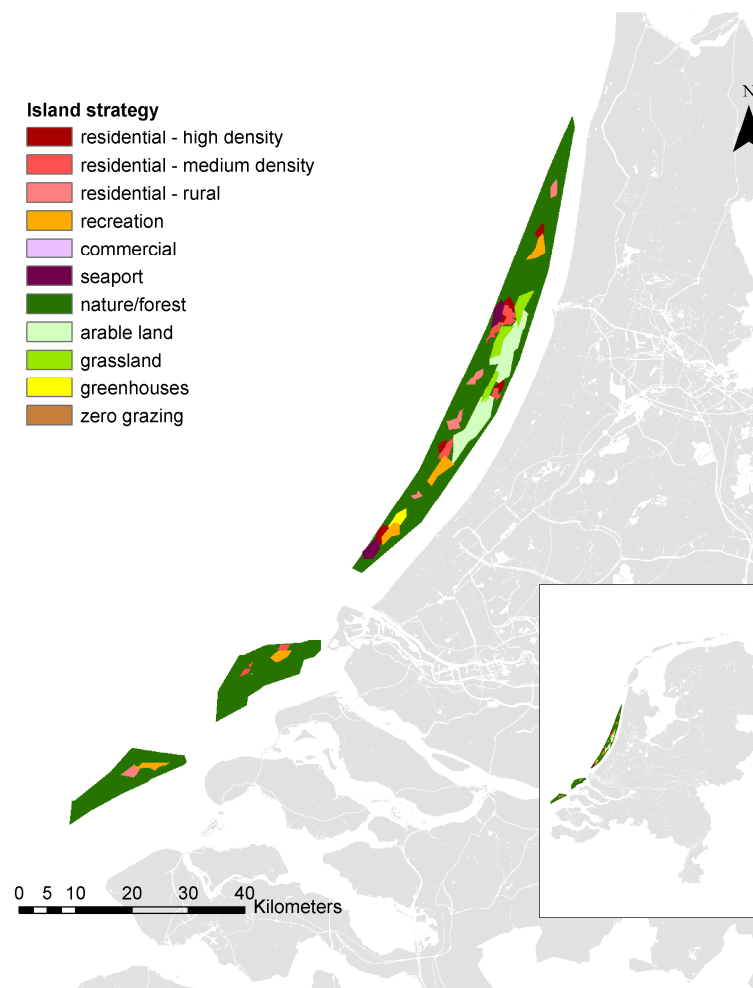 N
Island strategy
residential - high density
residential - medium density
residential - rural
recreation
commercial
seaport
nature/forest
arable land
grassland
greenhouses
zero grazing
0 5 10 20 30 40
Kilometers